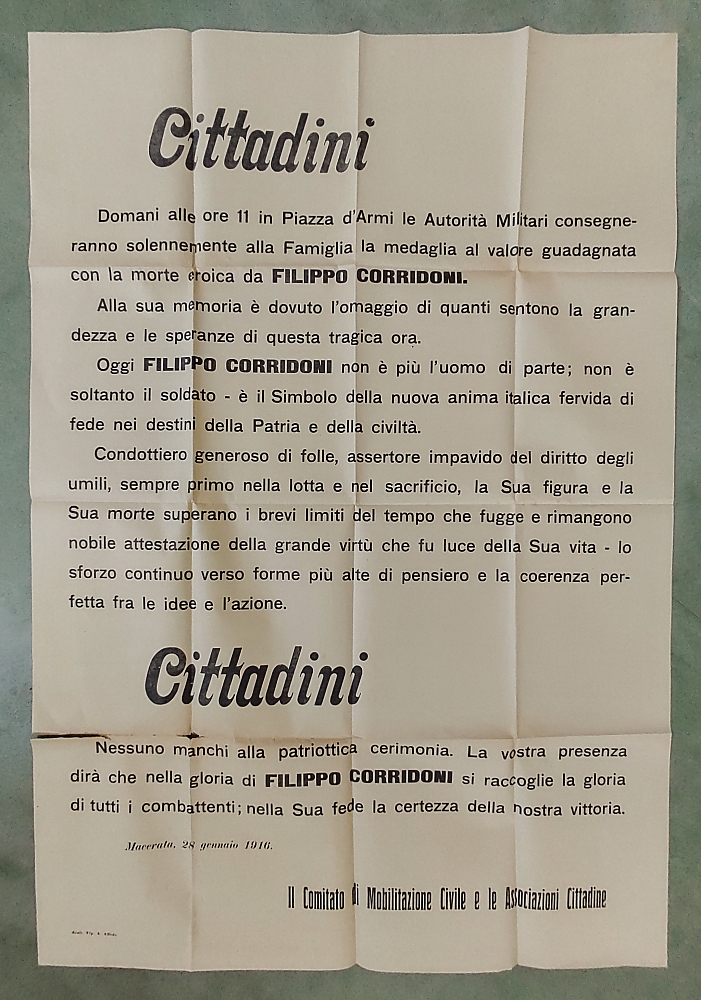 Cittadini
Domani alle ore 11 in Piazza d'Armi le Autorità Militari consegne-
ranno solennemente alla Famiglia la medaglia al valore guadagnata
con la morte eroica da FILIPPO CORRIDONI.
Alla sua memoria è dovuto l'omaggio di quanti sentono la gran-
dezza e le speranze di questa tragica ora.
Oggi FILIPPO CORRIDONI non è più l'uomo di parte; non è
soltanto il soldato - è il Simbolo della nuova anima italica fervida di
fede nei destini della Patria e della civiltà.
Condottiero generoso di folle, assertore impavido del diritto degli
umili, sempre primo nella lotta e nel sacrificio, la Sua figura e la
Sua morte superano i brevi limiti del tempo che fugge e rimangono
nobile attestazione della grande virtù che fu luce della Sua vita - lo
sforzo continuo verso forme più alte di pensiero e la coerenza per-
fetta fra le idee e l'azione.
Cittadini
Nessuno manchi alla patriottica cerimonia. La vostra presenza
dirà che nella gloria di FILIPPO CORRIDONI si raccoglie la gloria
di tutti i combattenti; nella Sua fede la certezza della nostra vittoria.
Macerata, 28 gennaio 1916.
Il Comitato di Mobilitazione Civile e le Associazioni Cittadine